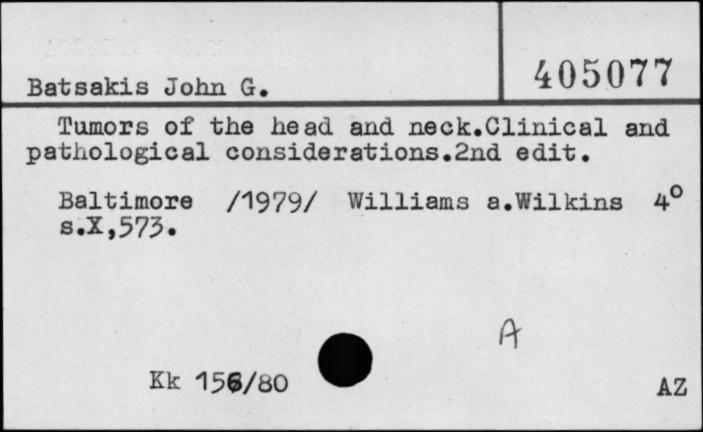 405077
Batsakis John G.
Tumors of the head and neck.Clinical and
pathological considerations.2nd edit.
Baltimore /1979/ Williams a.Wilkins 4°
s.X,573.
A
Kk 156/80
AZ